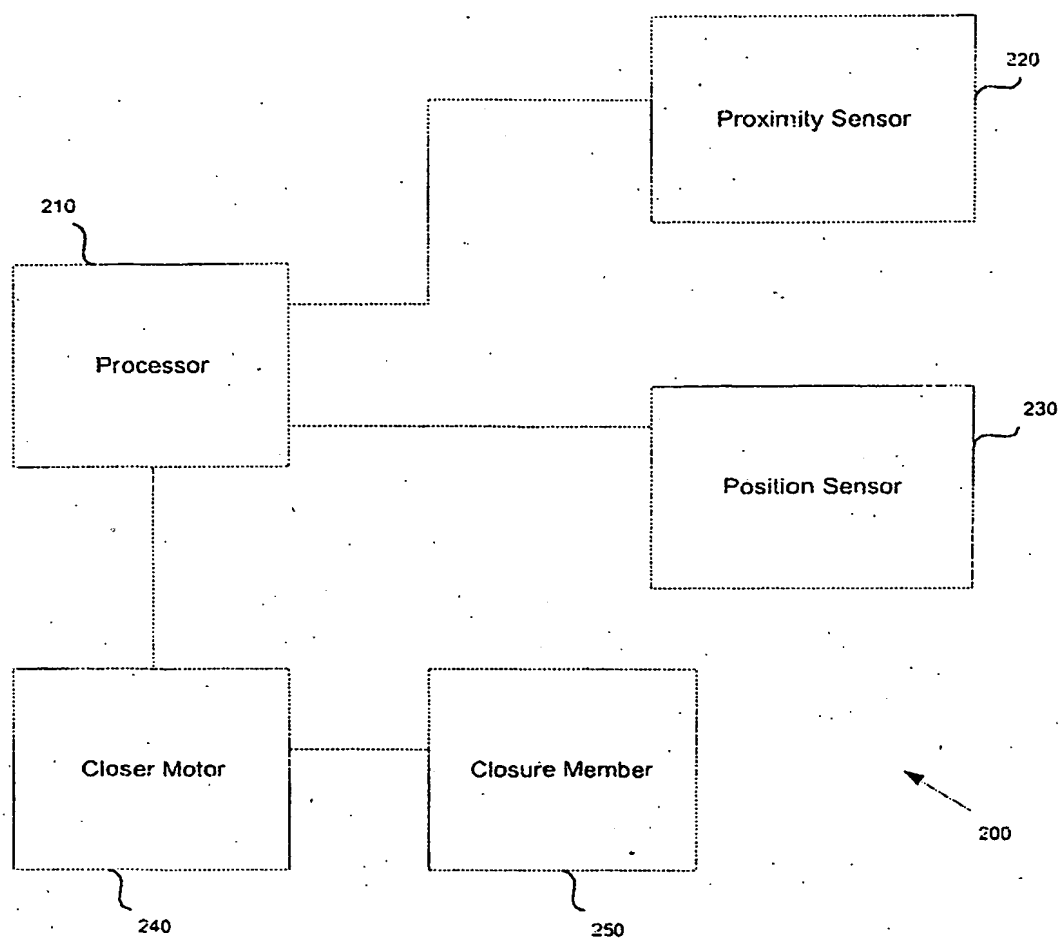 220
Proximity Sensor
210
Processor
230
Position Sensor
Closer Motor
Closure Member
200
240
250